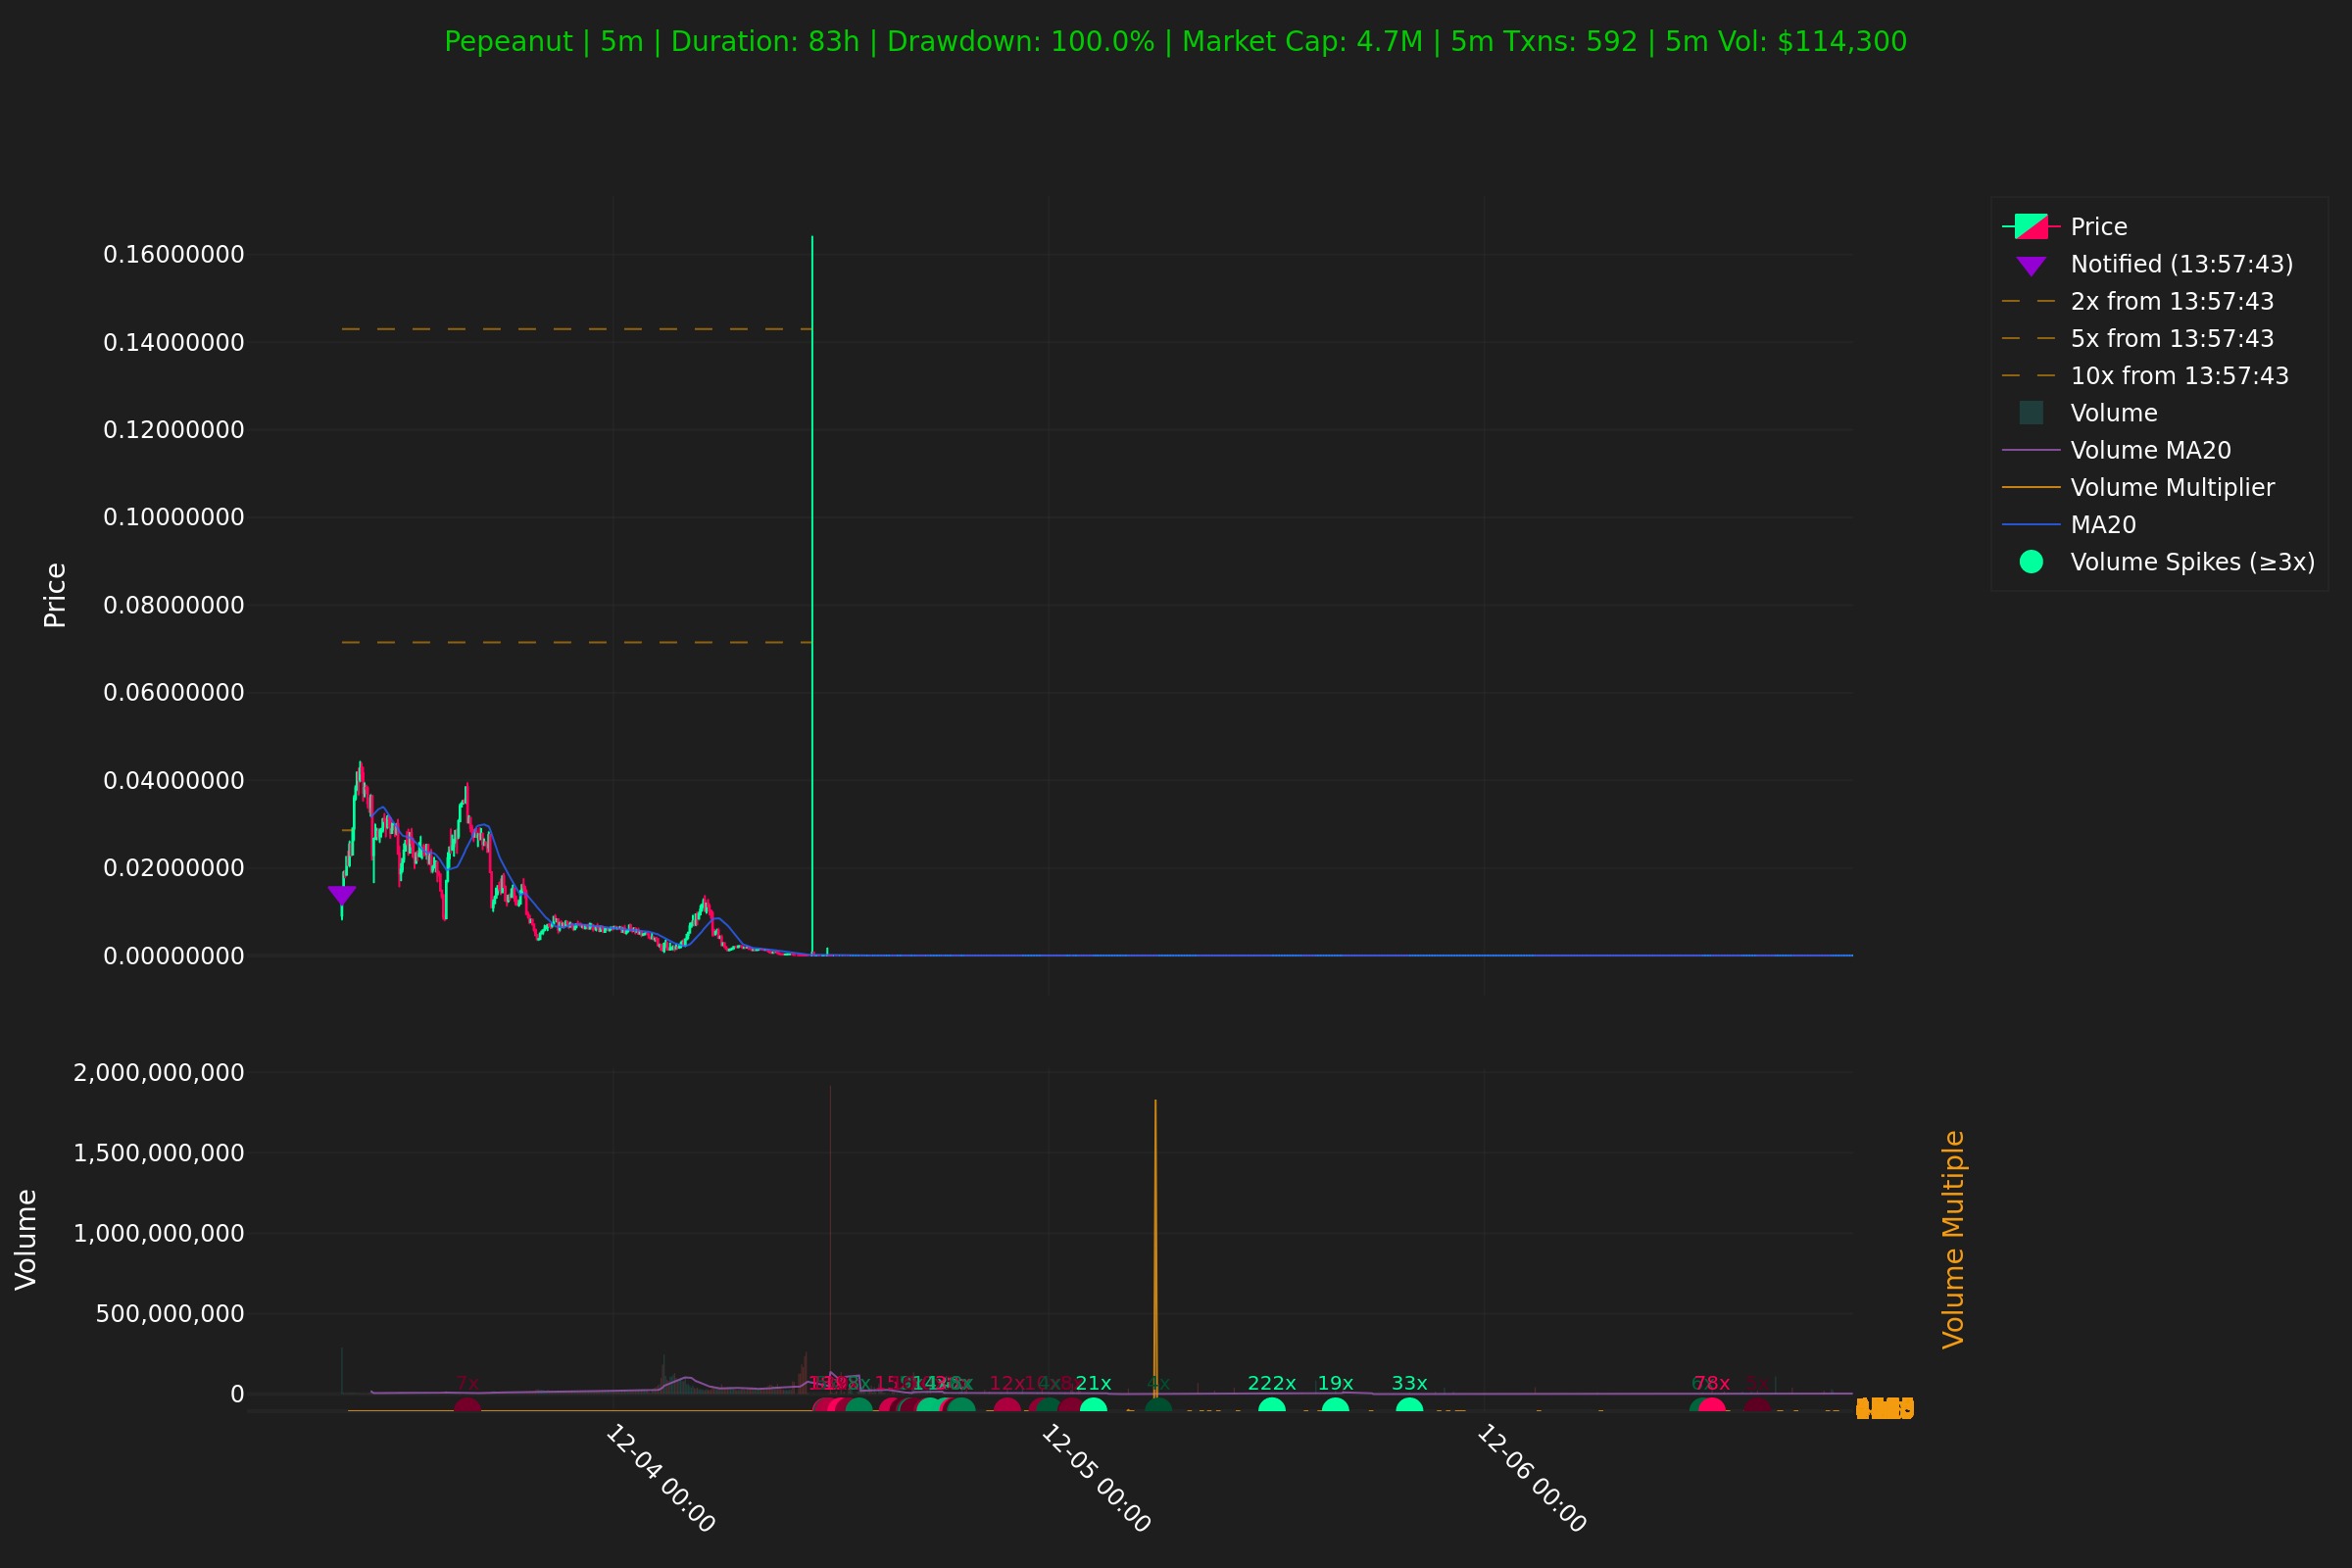 Pepeanut | 5m | Duration: 83h | Drawdown: 100.0% | Market Cap: 4.7M | 5m Txns: 592 | 5m Vol: $114,300
Price
0.16000000
0.14000000
0.12000000
0.10000000
0.08000000
0.06000000
0.04000000
0.02000000
0.00000000
Price
Notified (13:57:43)
2x from 13:57:43
5x from 13:57:43
10x from 13:57:43
Volume
Volume MA20
Volume Multiplier
MA20
Volume Spikes (≥3x)
Volume
2,000,000,000
1,500,000,000
1,000,000,000
500,000,000
0
Volume Multiple
7x
12x
21x
4x
222x
19x
33x
78x
12-04 00:00
12-05 00:00
12-06 00:00